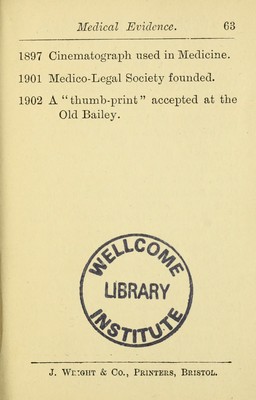 Medical Evidence. 63
1897 Cinematograph used in Medicine.
1901 Medico-Legal Society founded.
1902 A "thumb-print" accepted at the
Old Bailey.
WELLCOME
LIBRARY
INSTITUTE
J. WRIGHT & Co., PRINTERS, BRISTOL.